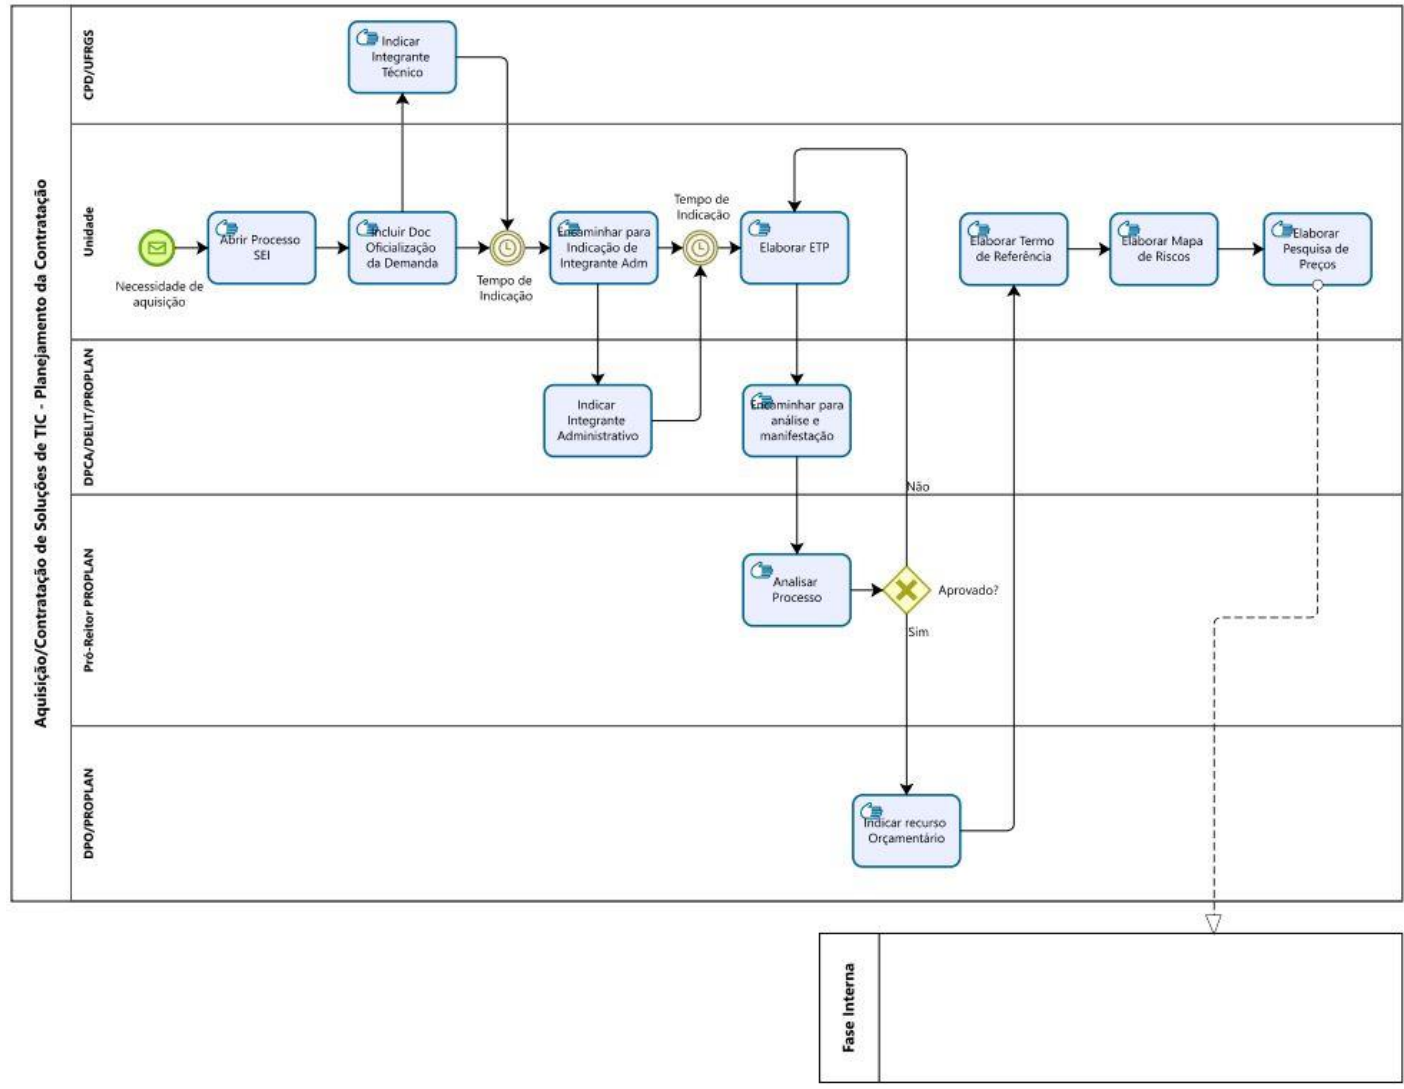 Aquisição/Contratação de Soluções de TIC - Planejamento da Contratação
CPD/UFRGS
Indicar
Integrante
Técnico
Unidade
Necessidade de
aquisição
Abrir Processo
SEI
Incluir Doc
Oficialização
da Demanda
Tempo de
Indicação
Encaminhar para
Indicação de
Integrante Adm
Tempo de
Indicação
Elaborar ETP
Elaborar Termo
de Referência
Elaborar Mapa
de Riscos
Elaborar
Pesquisa de
Preços
DPCA/DELIT/PROPLAN
Indicar
Integrante
Administrativo
Encaminhar para
análise e
manifestação
Não
Pró-Reitor PROPLAN
Analisar
Processo
Aprovado?
Sim
DPO/PROPLAN
Indicar recurso
Orçamentário
Fase Interna